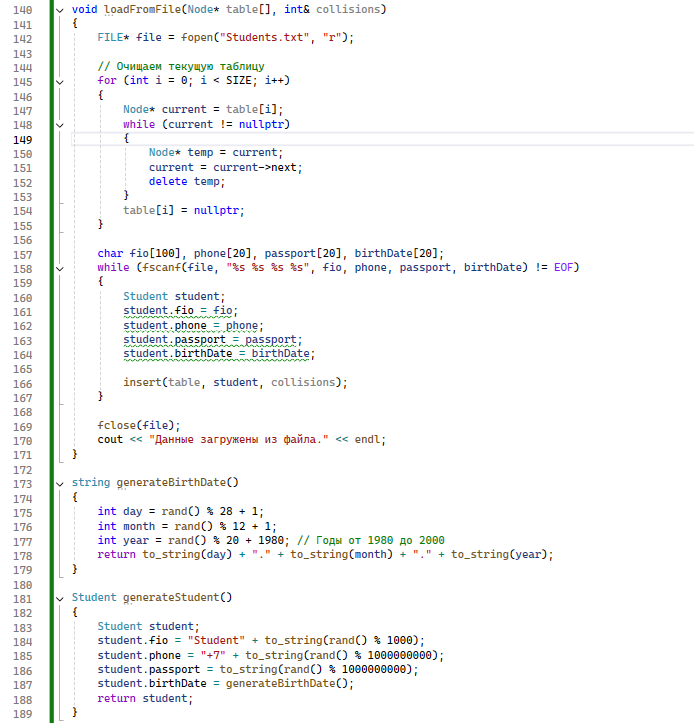 140 void loadFromFile(Node* table[], int& collisions)
141 {
142     FILE* file = fopen("Students.txt", "r");
143
144     // Очищаем текущую таблицу
145     for (int i = 0; i < SIZE; i++)
146     {
147         Node* current = table[i];
148         while (current != nullptr)
149         {
150             Node* temp = current;
151             current = current->next;
152             delete temp;
153         }
154         table[i] = nullptr;
155     }
156
157     char fio[100], phone[20], passport[20], birthDate[20];
158     while (fscanf(file, "%s %s %s %s", fio, phone, passport, birthDate) != EOF)
159     {
160         Student student;
161         student.fio = fio;
162         student.phone = phone;
163         student.passport = passport;
164         student.birthDate = birthDate;
165
166         insert(table, student, collisions);
167     }
168
169     fclose(file);
170     cout << "Данные загружены из файла." << endl;
171 }
172
173 string generateBirthDate()
174 {
175     int day = rand() % 28 + 1;
176     int month = rand() % 12 + 1;
177     int year = rand() % 20 + 1980; // Годы от 1980 до 2000
178     return to_string(day) + "." + to_string(month) + "." + to_string(year);
179 }
180
181 Student generateStudent()
182 {
183     Student student;
184     student.fio = "Student" + to_string(rand() % 1000);
185     student.phone = "+7" + to_string(rand() % 1000000000);
186     student.passport = to_string(rand() % 1000000000);
187     student.birthDate = generateBirthDate();
188     return student;
189 }